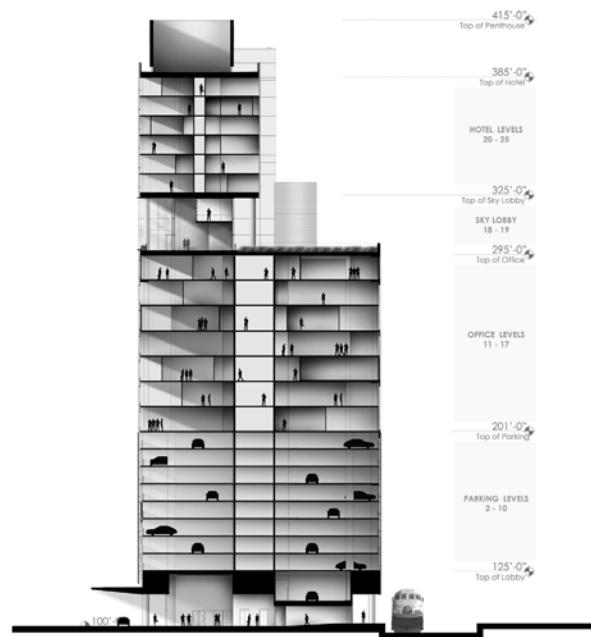 415'-0"
Top of Penthouse
385'-0"
Top of Hotel
HOTEL LEVELS
20 - 25
325'-0"
Top of Sky Lobby
SKY LOBBY
18 - 19
295'-0"
Top of Office
OFFICE LEVELS
11 - 17
201'-0"
Top of Parking
PARKING LEVELS
2 - 10
125'-0"
Top of Lobby
100'-